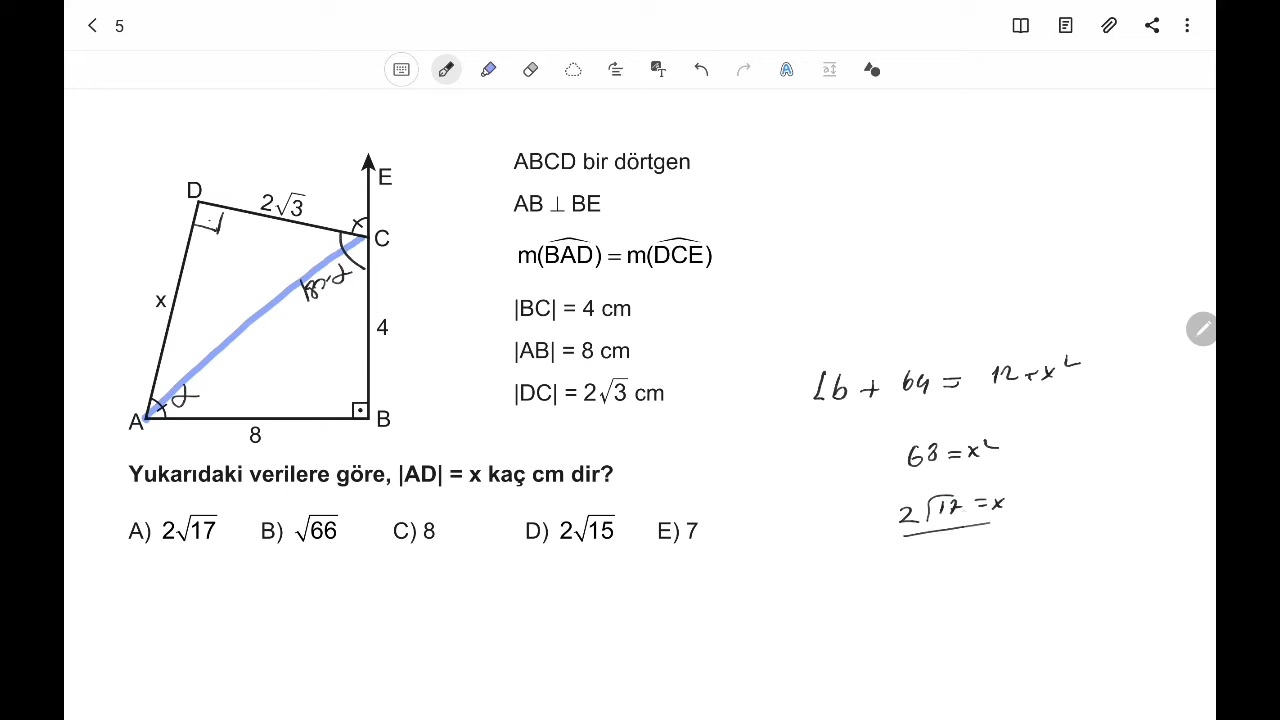 5
E
D
2√3
x
C
180-α
x
4
α
A
B
8
ABCD bir dörtgen
AB ⊥ BE
m(BAD) = m(DCE)
|BC| = 4 cm
|AB| = 8 cm
|DC| = 2√3 cm
16 + 64 = 12 + x²
68 = x²
2√17 = x
Yukarıdaki verilere göre, |AD| = x kaç cm dir?
A) 2√17 B) √66 C) 8 D) 2√15 E) 7